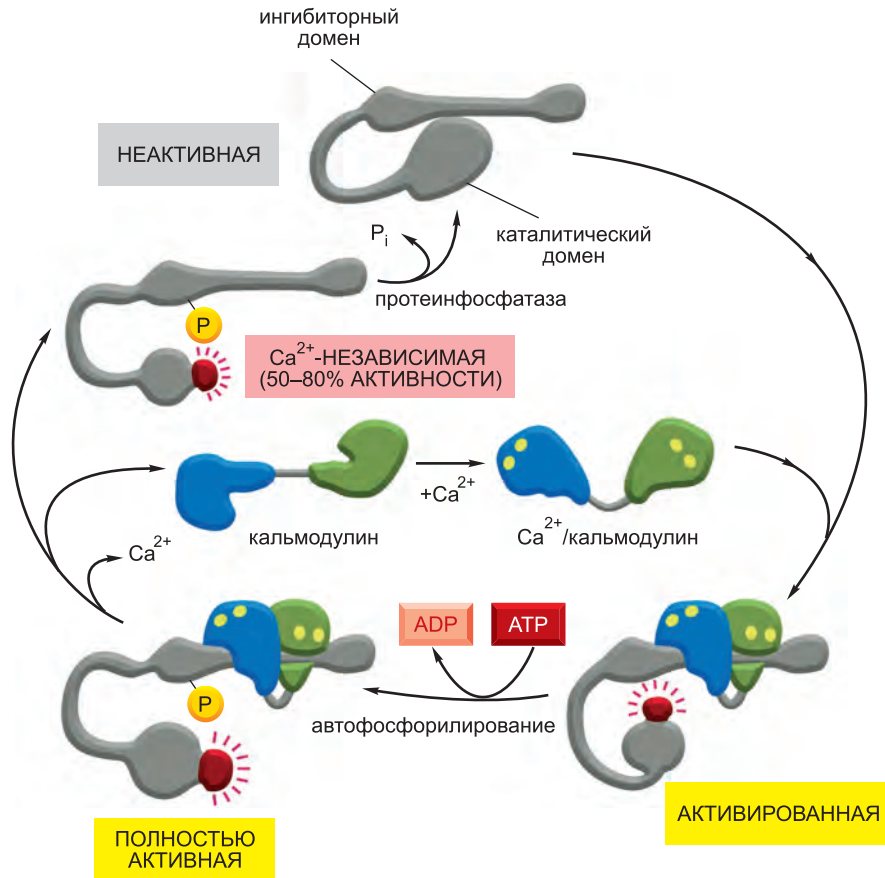 ингибиторный
домен
НЕАКТИВНАЯ
каталитический
домен
Pi
протеинфосфатаза
P
Ca2+-НЕЗАВИСИМАЯ
(50–80% АКТИВНОСТИ)
+Ca2+
кальмодулин
Ca2+/кальмодулин
Ca2+
ADP
ATP
P
автофосфорилирование
ПОЛНОСТЬЮ
АКТИВНАЯ
АКТИВИРОВАННАЯ